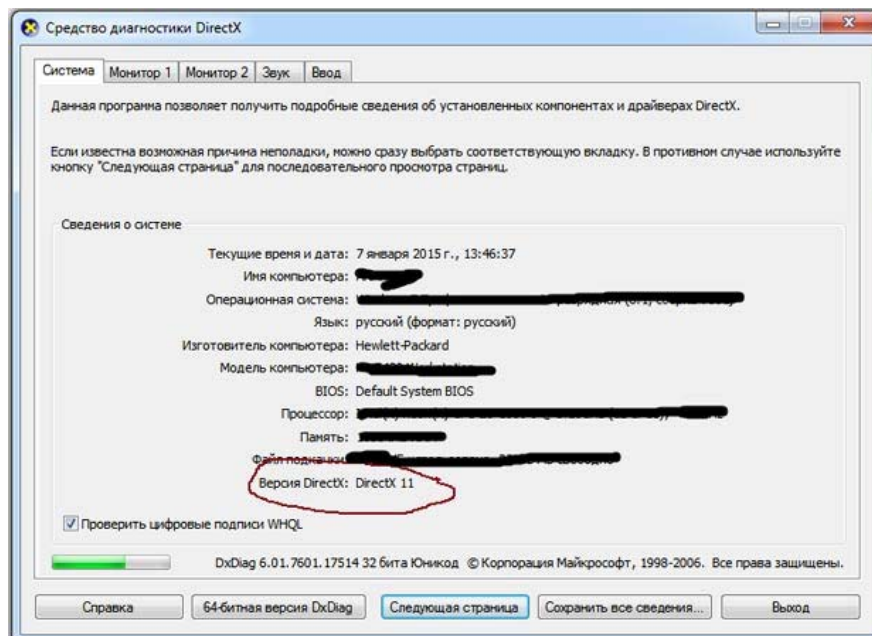 Средство диагностики DirectX
Система Монитор 1 Монитор 2 Звук Ввод
Данная программа позволяет получить подробные сведения об установленных компонентах и драйверах DirectX.
Если известна возможная причина неполадки, можно сразу выбрать соответствующую вкладку. В противном случае используйте
кнопку "Следующая страница" для последовательного просмотра страниц.
Сведения о системе
Текущие время и дата: 7 января 2015 г., 13:46:37
Имя компьютера:
Операционная система:
Язык: русский (формат: русский)
Изготовитель компьютера: Hewlett-Packard
Модель компьютера:
BIOS: Default System BIOS
Процессор:
Память:
Файл подкачки
Версия DirectX: DirectX 11
Проверить цифровые подписи WHQL
DxDiag 6.01.7601.17514 32 бита Юникод © Корпорация Майкрософт, 1998-2006. Все права защищены.
Справка 64-битная версия DxDiag Следующая страница Сохранить все сведения... Выход